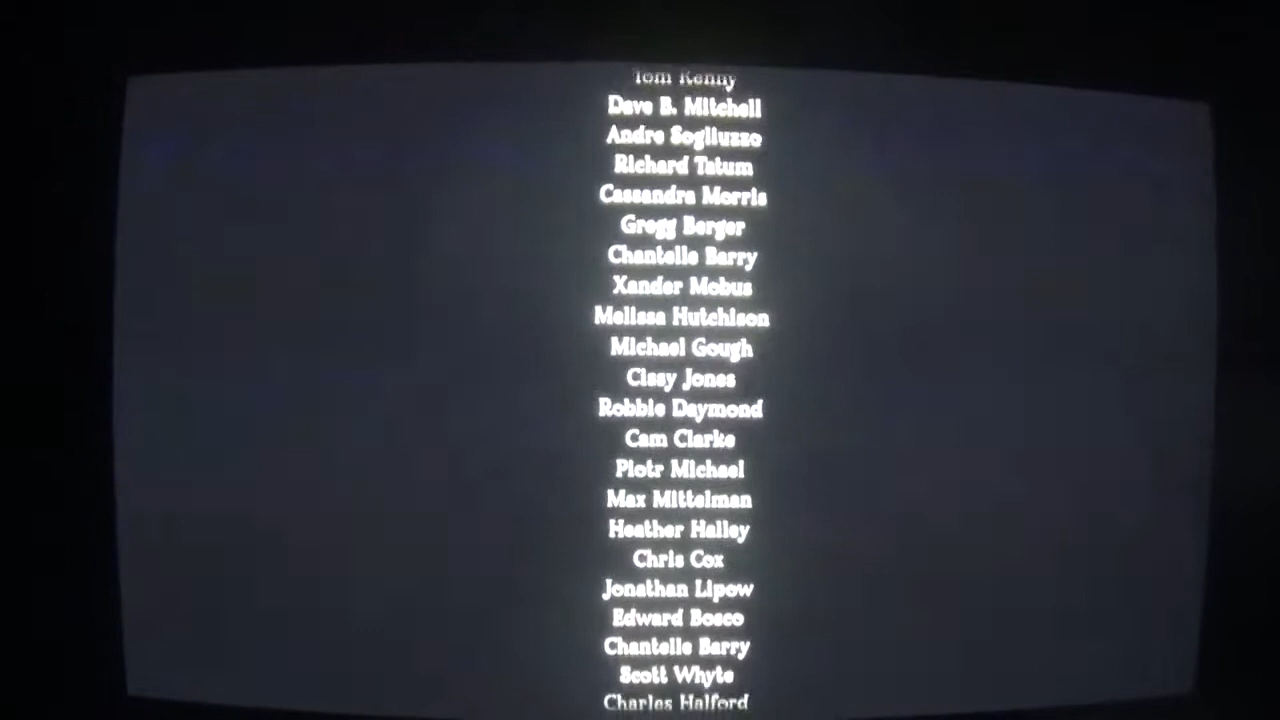 Tom Kenny
Dave B. Mitchell
Andre Sogliuzzo
Richard Tatum
Cassandra Morris
Gregg Berger
Chantelle Barry
Xander Mobus
Melissa Hutchison
Michael Gough
Cissy Jones
Robbie Daymond
Cam Clarke
Piotr Michael
Max Mittelman
Heather Halley
Chris Cox
Jonathan Lipow
Edward Bosco
Chantelle Barry
Scott Whyte
Charles Halford